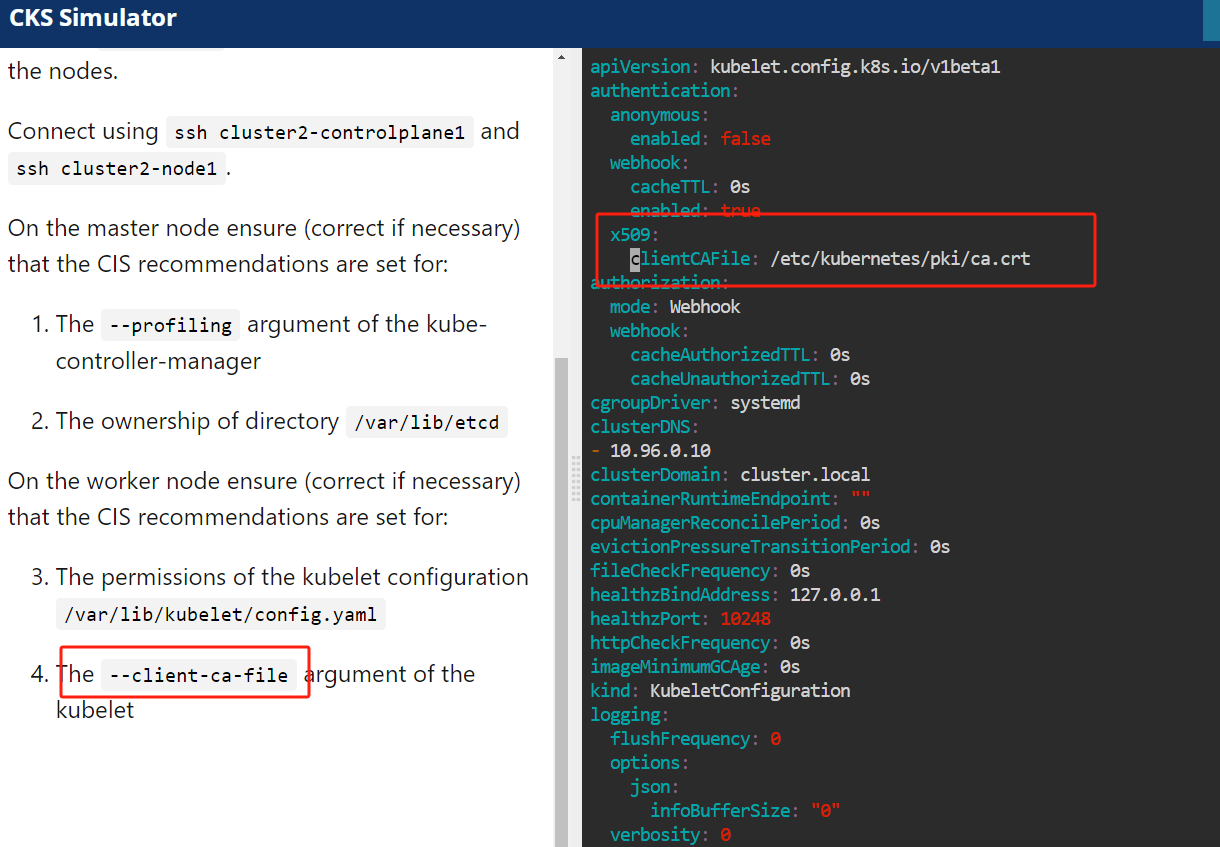 CKS Simulator
the nodes.
Connect using ssh cluster2-controlplane1 and
ssh cluster2-node1 .
On the master node ensure (correct if necessary)
that the CIS recommendations are set for:
1. The --profiling argument of the kube-
controller-manager
2. The ownership of directory /var/lib/etcd
On the worker node ensure (correct if necessary)
that the CIS recommendations are set for:
3. The permissions of the kubelet configuration
/var/lib/kubelet/config.yaml
4. The --client-ca-file argument of the
kubelet
apiVersion: kubelet.config.k8s.io/v1beta1
authentication:
  anonymous:
    enabled: false
  webhook:
    cacheTTL: 0s
    enabled: true
  x509:
    clientCAFile: /etc/kubernetes/pki/ca.crt
authorization:
  mode: Webhook
  webhook:
    cacheAuthorizedTTL: 0s
    cacheUnauthorizedTTL: 0s
cgroupDriver: systemd
clusterDNS:
- 10.96.0.10
clusterDomain: cluster.local
containerRuntimeEndpoint: ""
cpuManagerReconcilePeriod: 0s
evictionPressureTransitionPeriod: 0s
fileCheckFrequency: 0s
healthzBindAddress: 127.0.0.1
healthzPort: 10248
httpCheckFrequency: 0s
imageMinimumGCAge: 0s
kind: KubeletConfiguration
logging:
  flushFrequency: 0
  options:
    json:
      infoBufferSize: "0"
  verbosity: 0